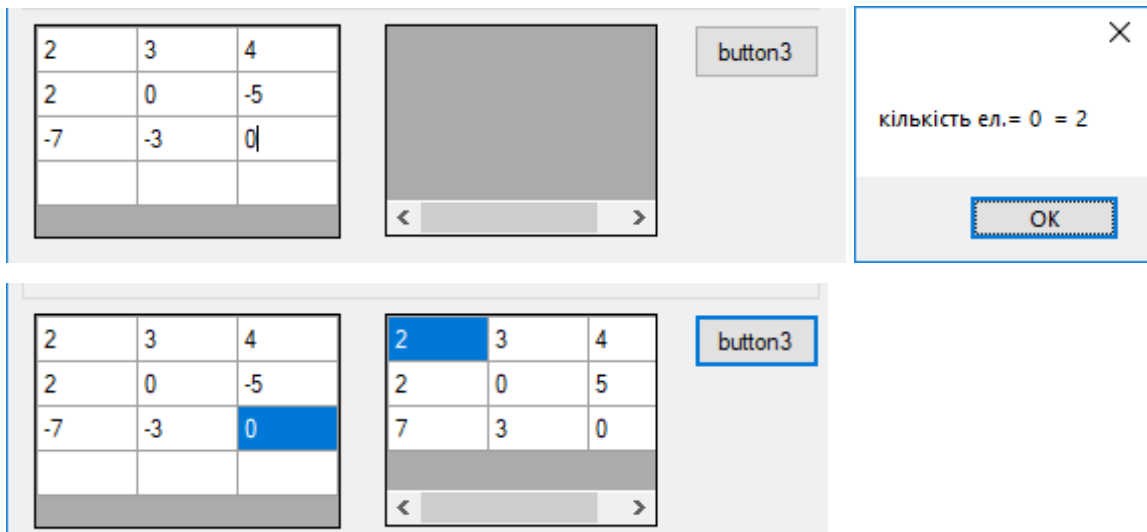 2 3 4 button3
2 0 -5
-7 -3 0
кількість ел.= 0 = 2
OK
2 3 4 2 3 4 button3
2 0 -5 2 0 5
-7 -3 0 7 3 0